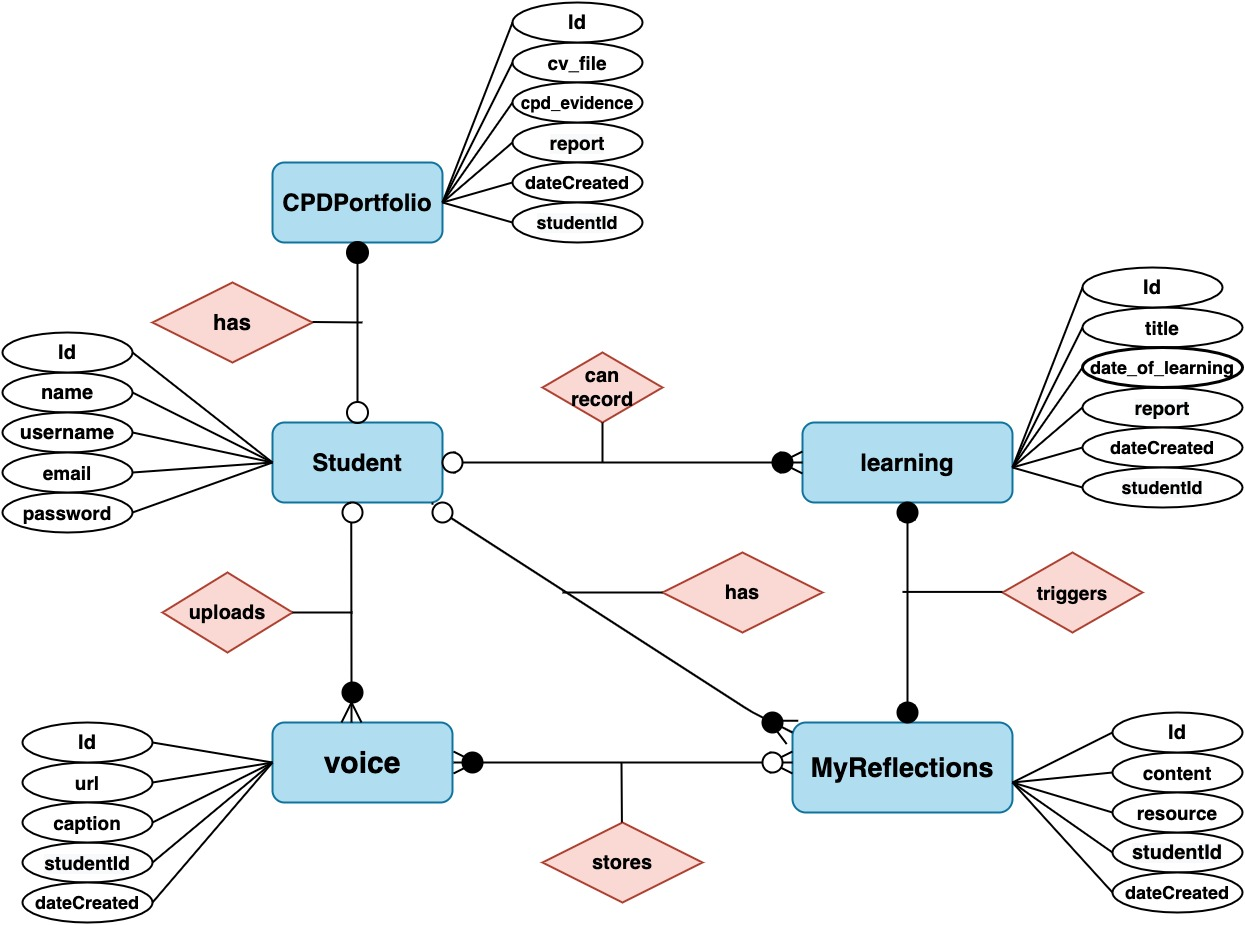 Id
cv_file
cpd_evidence
report
dateCreated
studentId
CPDPortfolio
has
Id
name
username
email
password
Student
can
record
learning
Id
title
date_of_learning
report
dateCreated
studentId
uploads
has
triggers
voice
Id
url
caption
studentId
dateCreated
stores
MyReflections
Id
content
resource
studentId
dateCreated